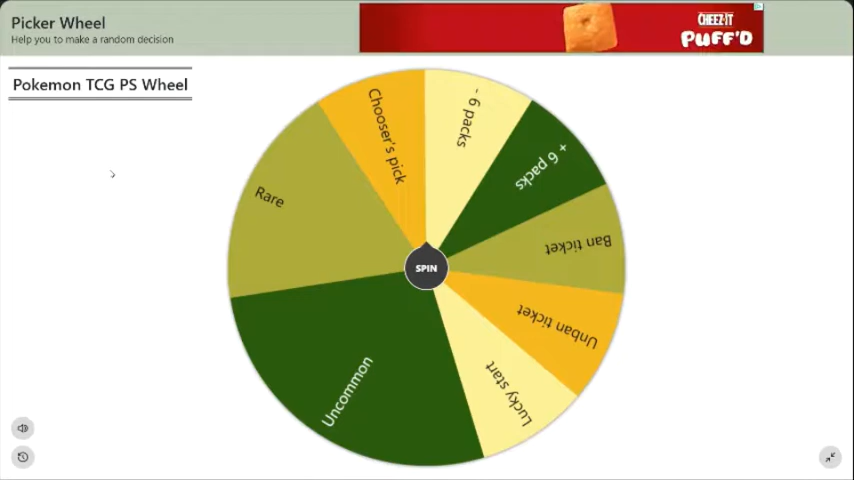 Picker Wheel
Help you to make a random decision
CHEEZ-IT
PUFF'D
Pokemon TCG PS Wheel
Chooser's pick
- 6 packs
+ 6 packs
Rare
Ban ticket
SPIN
Unban ticket
Lucky start
Uncommon